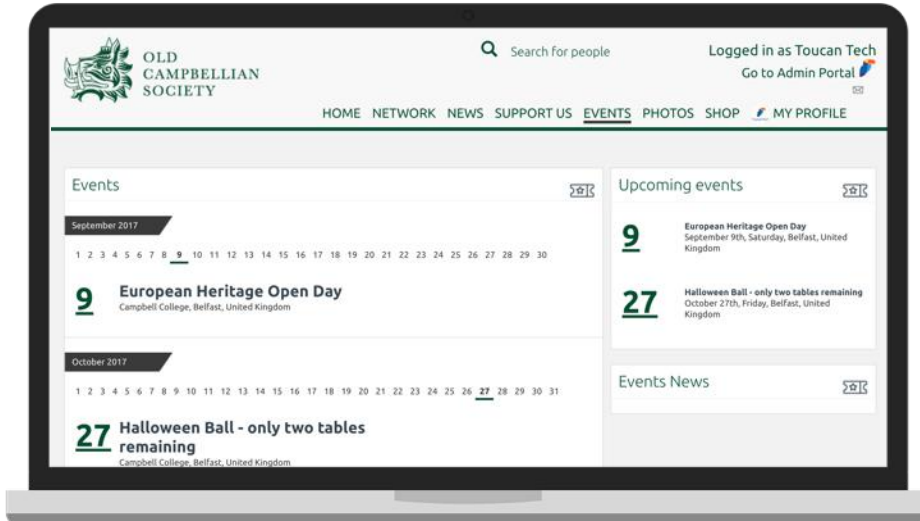 OLD
CAMPBELLIAN
SOCIETY
Search for people
Logged in as Toucan Tech
Go to Admin Portal
HOME NETWORK NEWS SUPPORT US EVENTS PHOTOS SHOP MY PROFILE
Events
September 2017
1 2 3 4 5 6 7 8 9 10 11 12 13 14 15 16 17 18 19 20 21 22 23 24 25 26 27 28 29 30
9
European Heritage Open Day
Campbell College, Belfast, United Kingdom
October 2017
1 2 3 4 5 6 7 8 9 10 11 12 13 14 15 16 17 18 19 20 21 22 23 24 25 26 27 28 29 30 31
27
Halloween Ball - only two tables
remaining
Campbell College, Belfast, United Kingdom
Upcoming events
9
European Heritage Open Day
September 9th, Saturday, Belfast, United
Kingdom
27
Halloween Ball - only two tables remaining
October 27th, Friday, Belfast, United
Kingdom
Events News